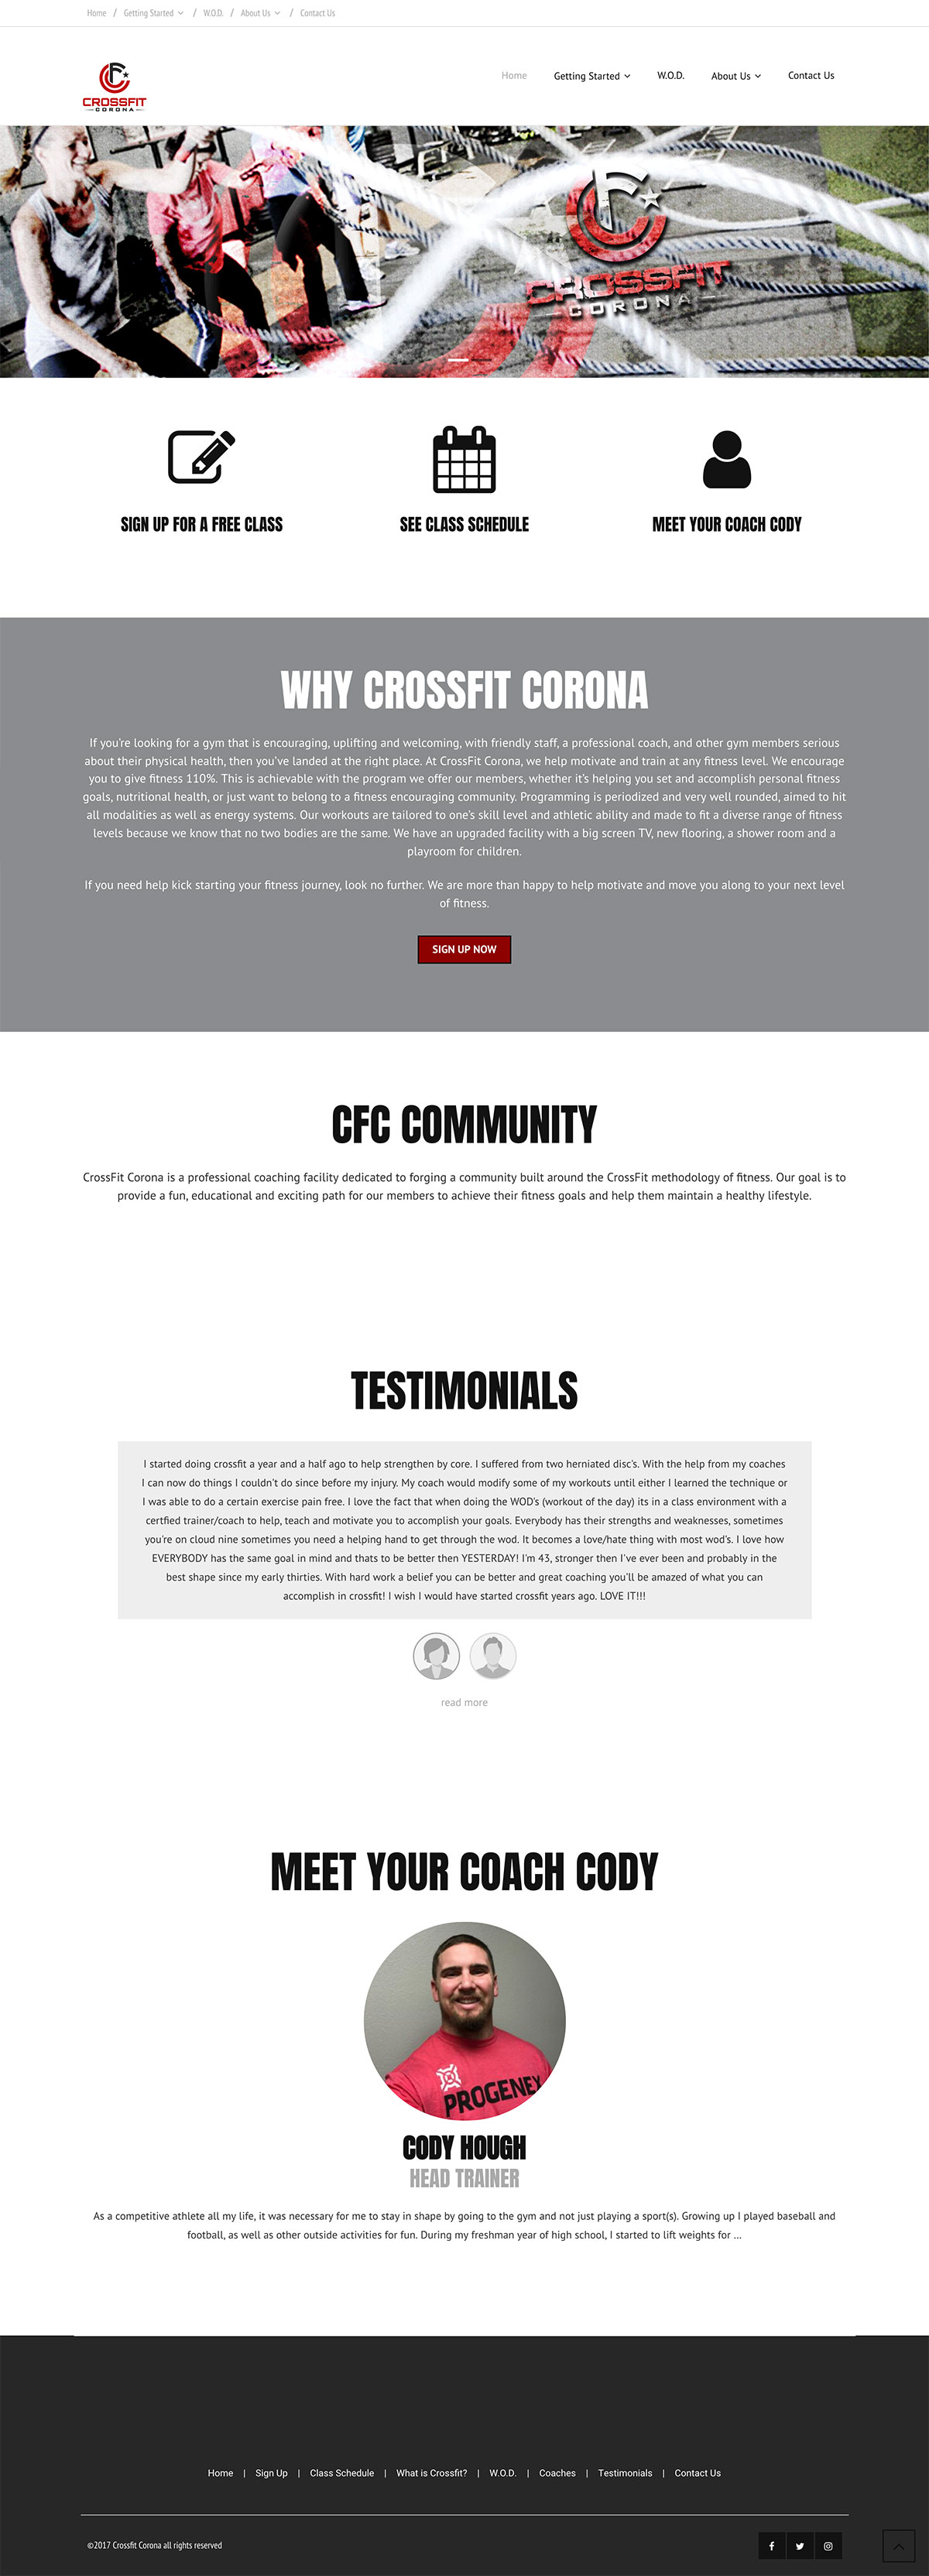 Home / Getting Started / W.O.D. / About Us / Contact Us
CROSSFIT
CORONA
Home Getting Started W.O.D. About Us Contact Us
CROSSFIT
CORONA
SIGN UP FOR A FREE CLASS
SEE CLASS SCHEDULE
MEET YOUR COACH CODY
WHY CROSSFIT CORONA
If you're looking for a gym that is encouraging, uplifting and welcoming, with friendly staff, a professional coach, and other gym members serious
about their physical health, then you've landed at the right place. At CrossFit Corona, we help motivate and train at any fitness level. We encourage
you to give fitness 110%. This is achievable with the program we offer our members, whether it's helping you set and accomplish personal fitness
goals, nutritional health, or just want to belong to a fitness encouraging community. Programming is periodized and very well rounded, aimed to hit
all modalities as well as energy systems. Our workouts are tailored to one's skill level and athletic ability and made to fit a diverse range of fitness
levels because we know that no two bodies are the same. We have an upgraded facility with a big screen TV, new flooring, a shower room and a
playroom for children.
If you need help kick starting your fitness journey, look no further. We are more than happy to help motivate and move you along to your next level
of fitness.
SIGN UP NOW
CFC COMMUNITY
CrossFit Corona is a professional coaching facility dedicated to forging a community built around the CrossFit methodology of fitness. Our goal is to
provide a fun, educational and exciting path for our members to achieve their fitness goals and help them maintain a healthy lifestyle.
TESTIMONIALS
I started doing crossfit a year and a half ago to help strengthen by core. I suffered from two herniated disc's. With the help from my coaches
I can now do things I couldn't do since before my injury. My coach would modify some of my workouts until either I learned the technique or
I was able to do a certain exercise pain free. I love the fact that when doing the WOD's (workout of the day) its in a class environment with a
certfied trainer/coach to help, teach and motivate you to accomplish your goals. Everybody has their strengths and weaknesses, sometimes
you're on cloud nine sometimes you need a helping hand to get through the wod. It becomes a love/hate thing with most wod's. I love how
EVERYBODY has the same goal in mind and thats to be better then YESTERDAY! I'm 43, stronger then I've ever been and probably in the
best shape since my early thirties. With hard work a belief you can be better and great coaching you'll be amazed of what you can
accomplish in crossfit! I wish I would have started crossfit years ago. LOVE IT!!!
read more
MEET YOUR COACH CODY
PROGENEX
CODY HOUGH
HEAD TRAINER
As a competitive athlete all my life, it was necessary for me to stay in shape by going to the gym and not just playing a sport(s). Growing up I played baseball and
football, as well as other outside activities for fun. During my freshman year of high school, I started to lift weights for ...
Home | Sign Up | Class Schedule | What is Crossfit? | W.O.D. | Coaches | Testimonials | Contact Us
©2017 Crossfit Corona all rights reserved